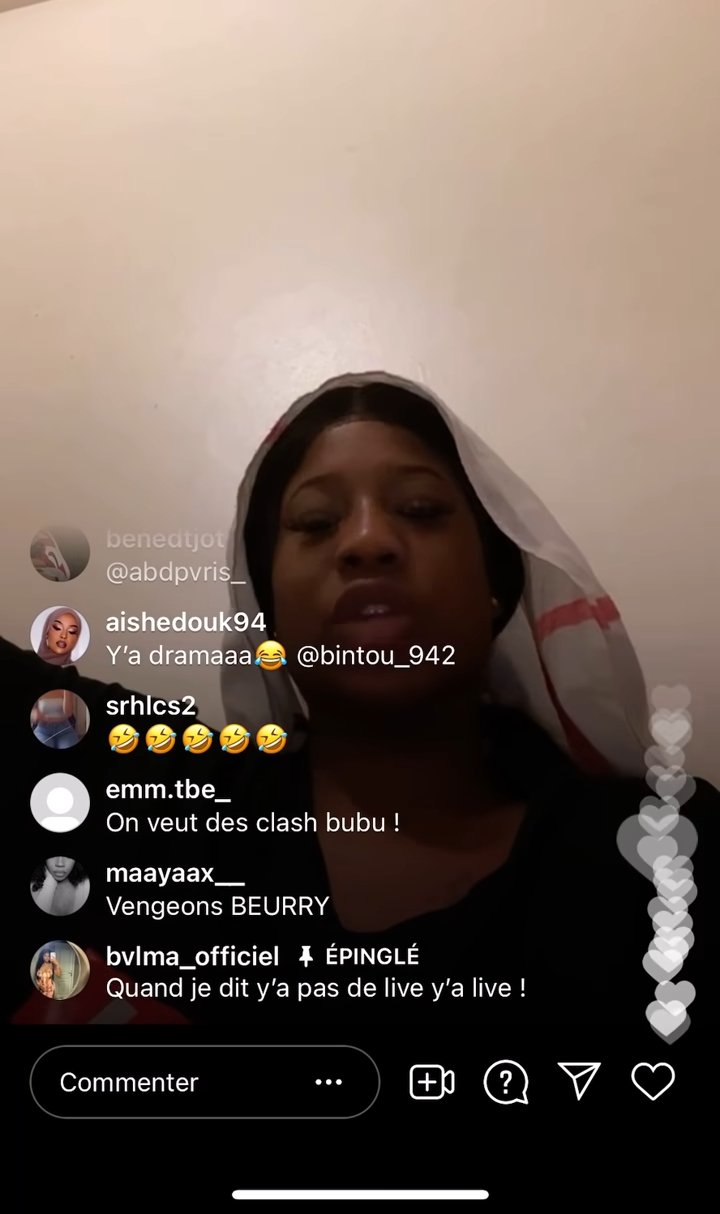 benedtjot
@abdpvris_
aishedouk94
Y’a dramaaa😂 @bintou_942
srhlcs2
🤣🤣🤣🤣🤣
emm.tbe_
On veut des clash bubu !
maayaax__
Vengeons BEURRY
bvlma_officiel 📌 ÉPINGLÉ
Quand je dit y’a pas de live y’a live !
Commenter